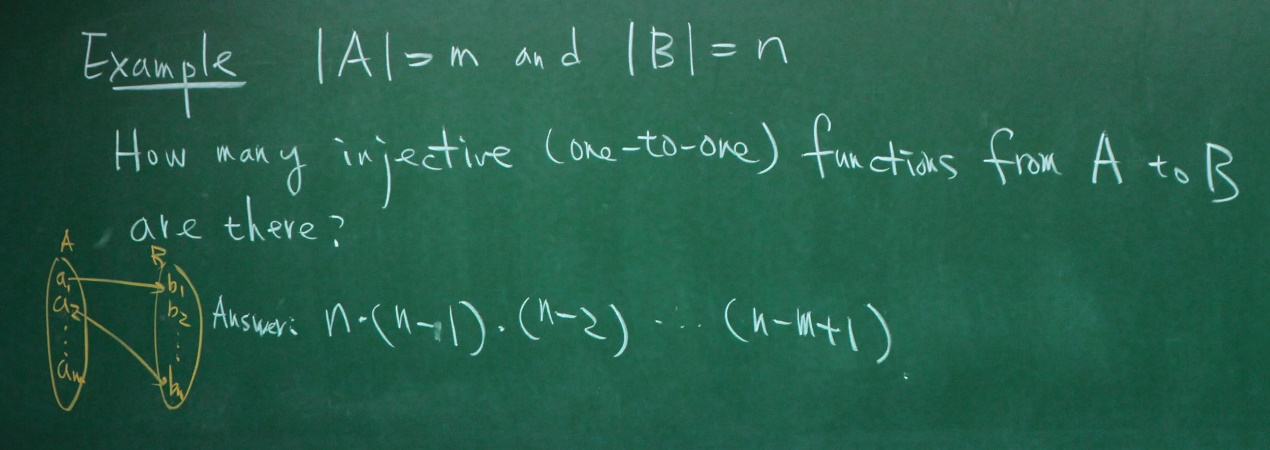 Example |A|=m and |B|=n
How many injective (one-to-one) functions from A to B
are there?
A B
a₁ b₁
a₂ b₂
⋮ ⋮
aₘ bₙ
Answer: n·(n-1)·(n-2) ··· (n-m+1).